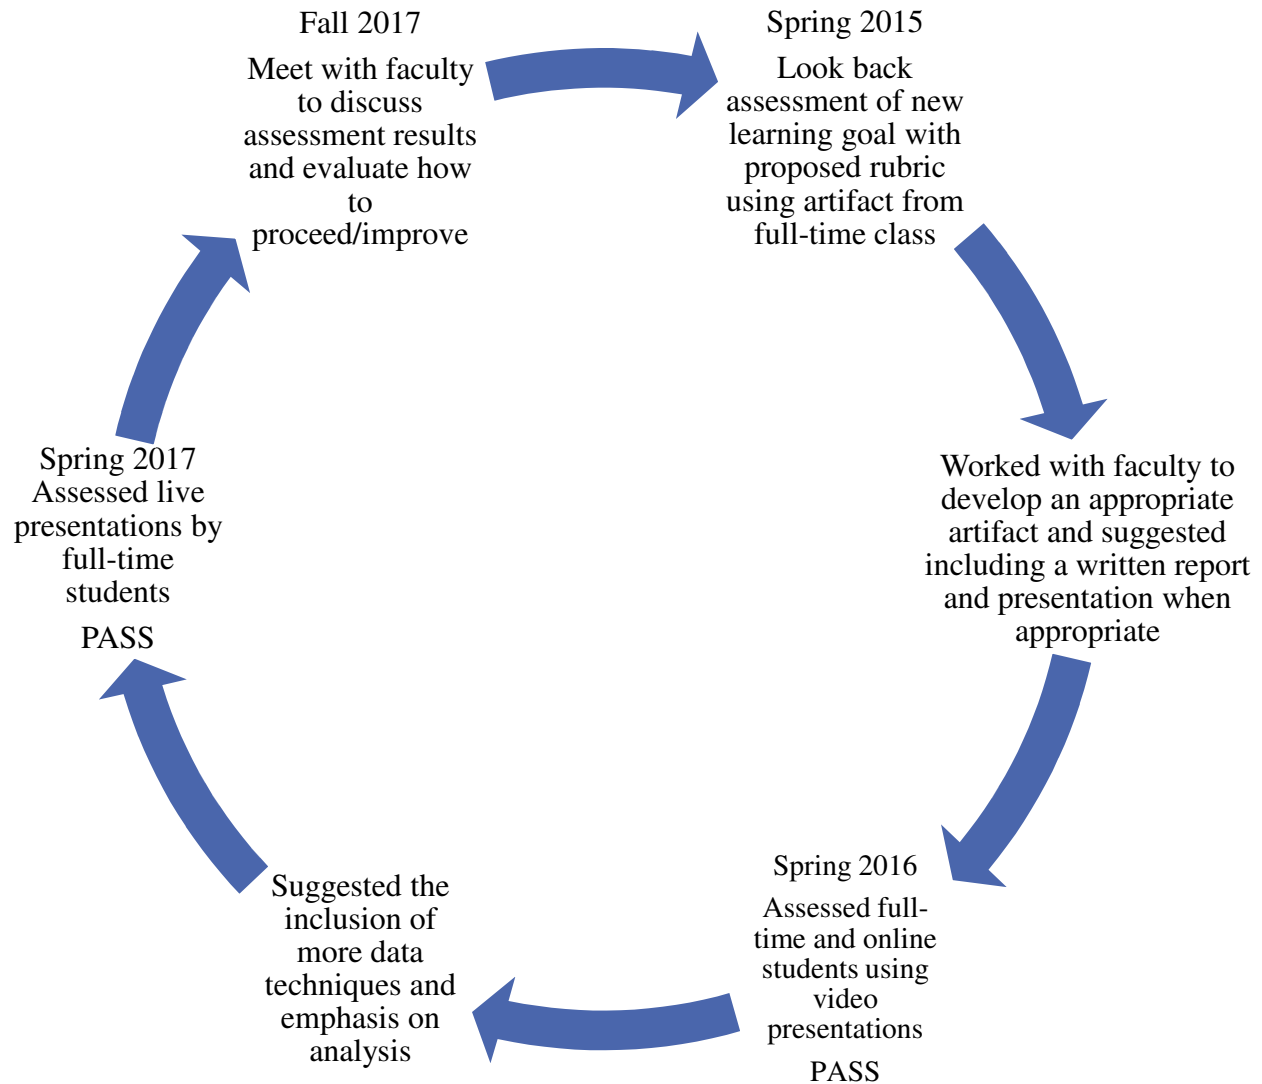 Fall 2017
Meet with faculty
to discuss
assessment results
and evaluate how
to
proceed/improve
Spring 2015
Look back
assessment of new
learning goal with
proposed rubric
using artifact from
full-time class
Worked with faculty to
develop an appropriate
artifact and suggested
including a written report
and presentation when
appropriate
Spring 2016
Assessed full-
time and online
students using
video
presentations
PASS
Suggested the
inclusion of
more data
techniques and
emphasis on
analysis
Spring 2017
Assessed live
presentations by
full-time
students
PASS